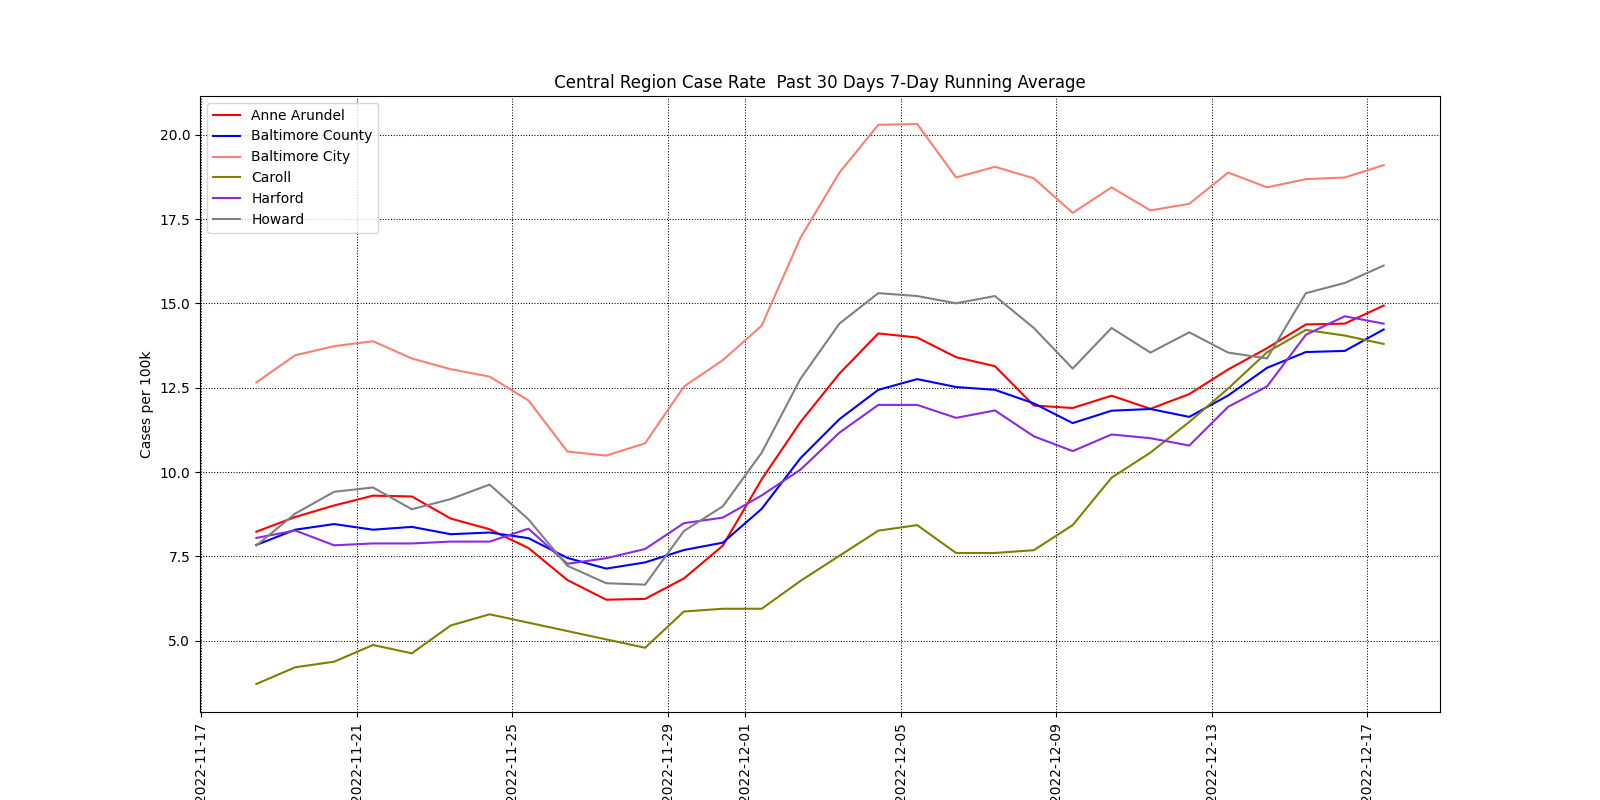 Central Region Case Rate  Past 30 Days 7-Day Running Average
Anne Arundel
Baltimore County
Baltimore City
Caroll
Harford
Howard
Cases per 100k
20.0
17.5
15.0
12.5
10.0
7.5
5.0
2022-11-17
2022-11-21
2022-11-25
2022-11-29
2022-12-01
2022-12-05
2022-12-09
2022-12-13
2022-12-17